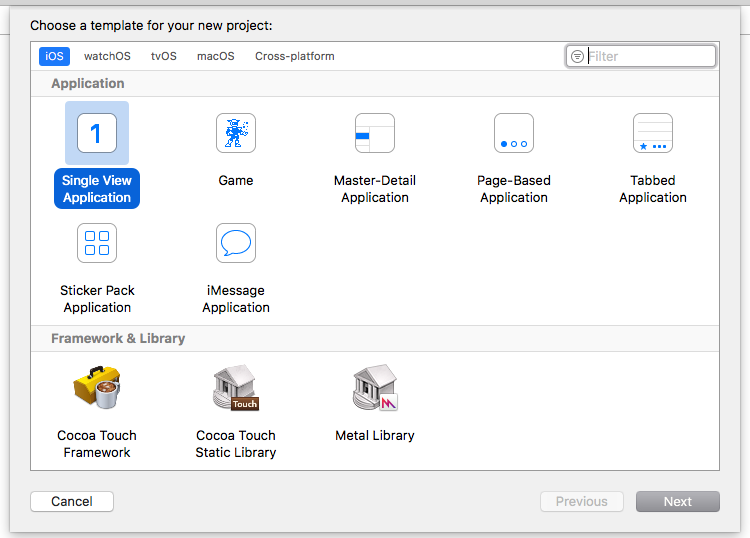 Choose a template for your new project:
iOS watchOS tvOS macOS Cross-platform Filter
Application
1
Single View Application
Game
Master-Detail Application
Page-Based Application
Tabbed Application
Sticker Pack Application
iMessage Application
Framework & Library
Touch
Cocoa Touch Framework
Cocoa Touch Static Library
Metal Library
Cancel Previous Next